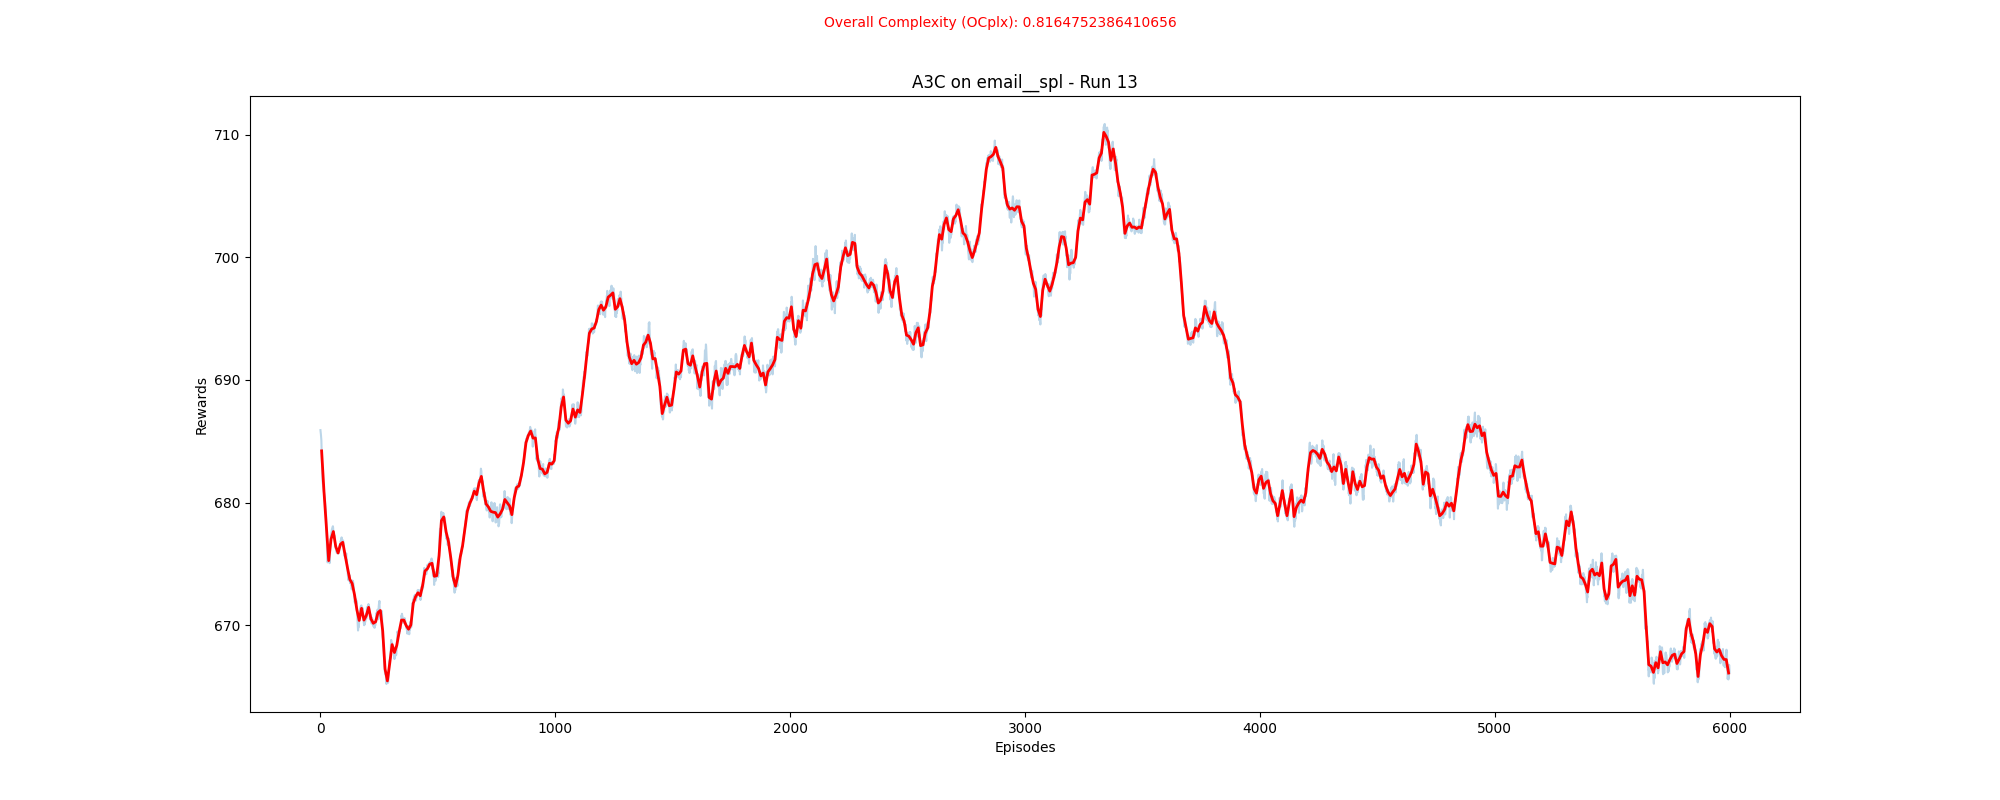 Overall Complexity (OCplx): 0.8164752386410656
A3C on email__spl - Run 13
710
700
690
680
670
Rewards
0 1000 2000 3000 4000 5000 6000
Episodes